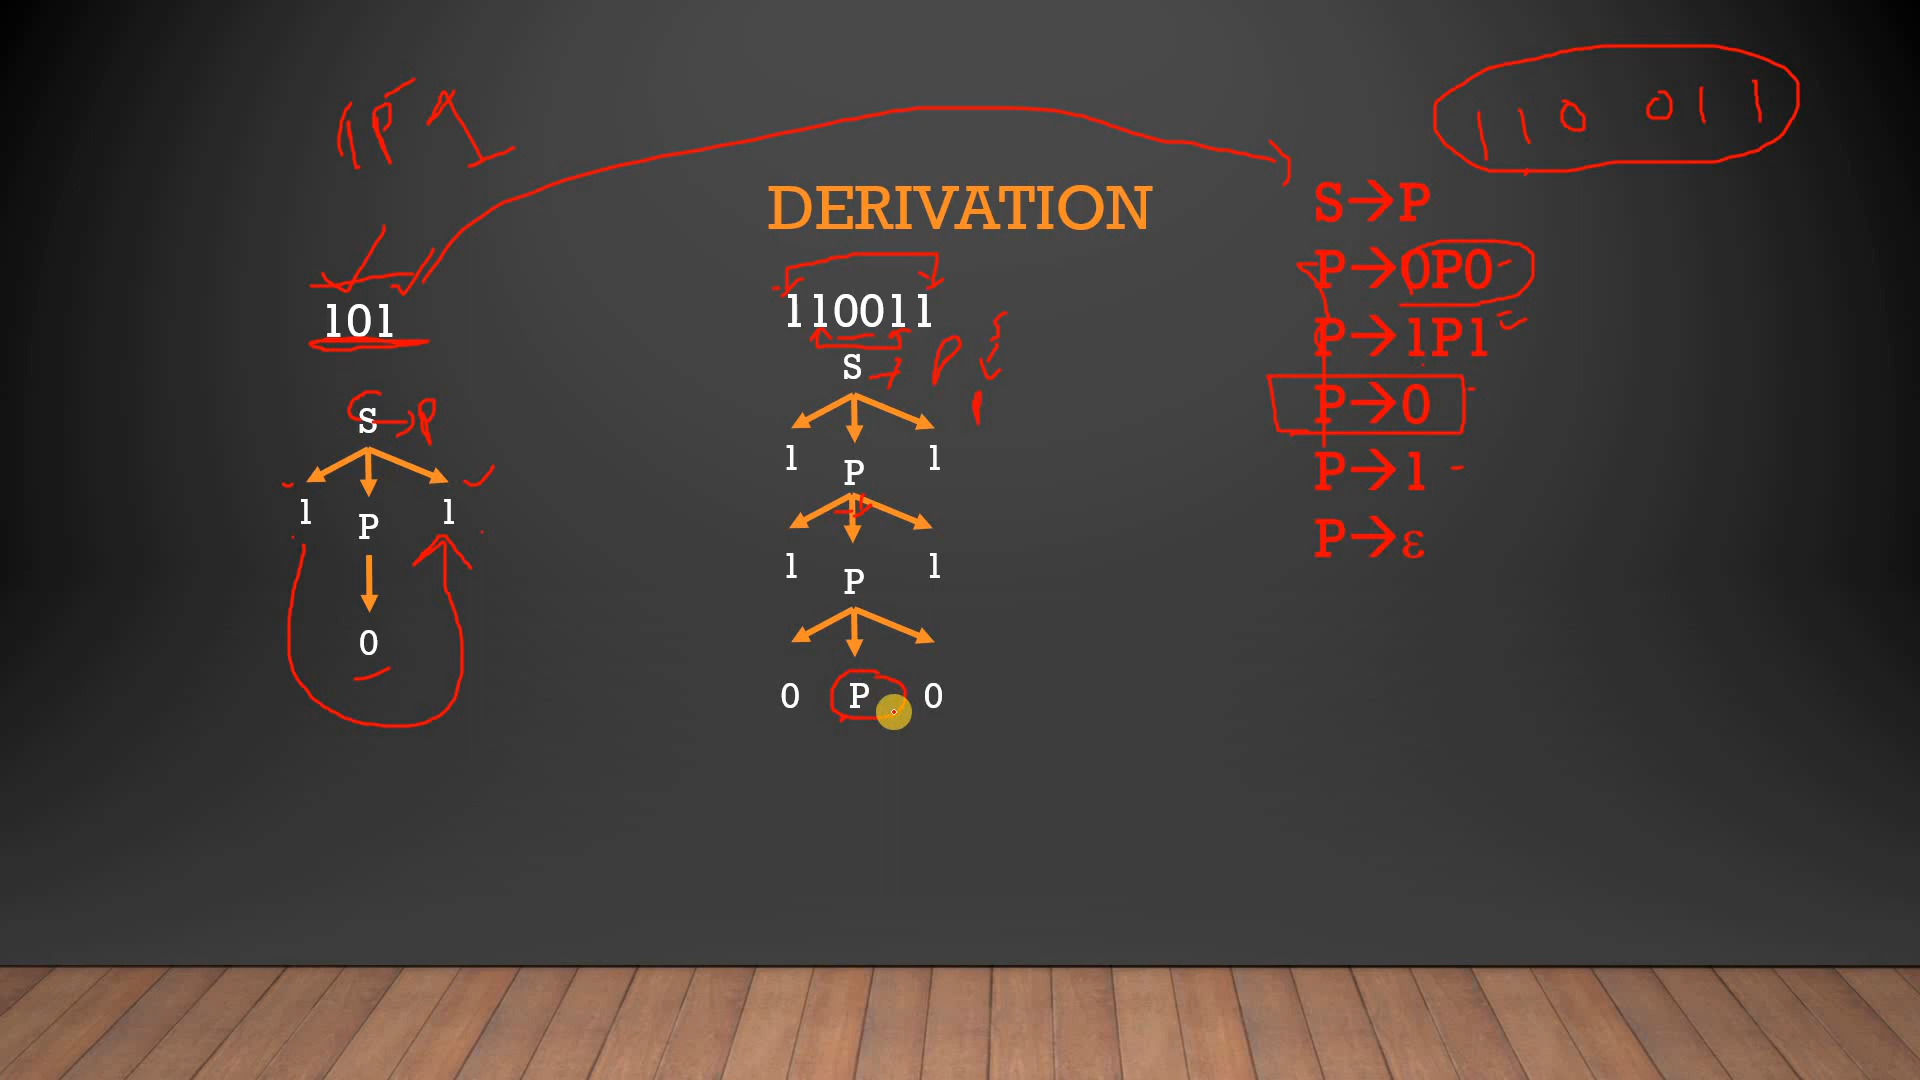 1P1
110 011
DERIVATION
101
S→P
1 P 1
0
110011
S→P
1 P 1
1 P 1
0 P 0
S→P
P→0P0
P→1P1
P→0
P→1
P→ε